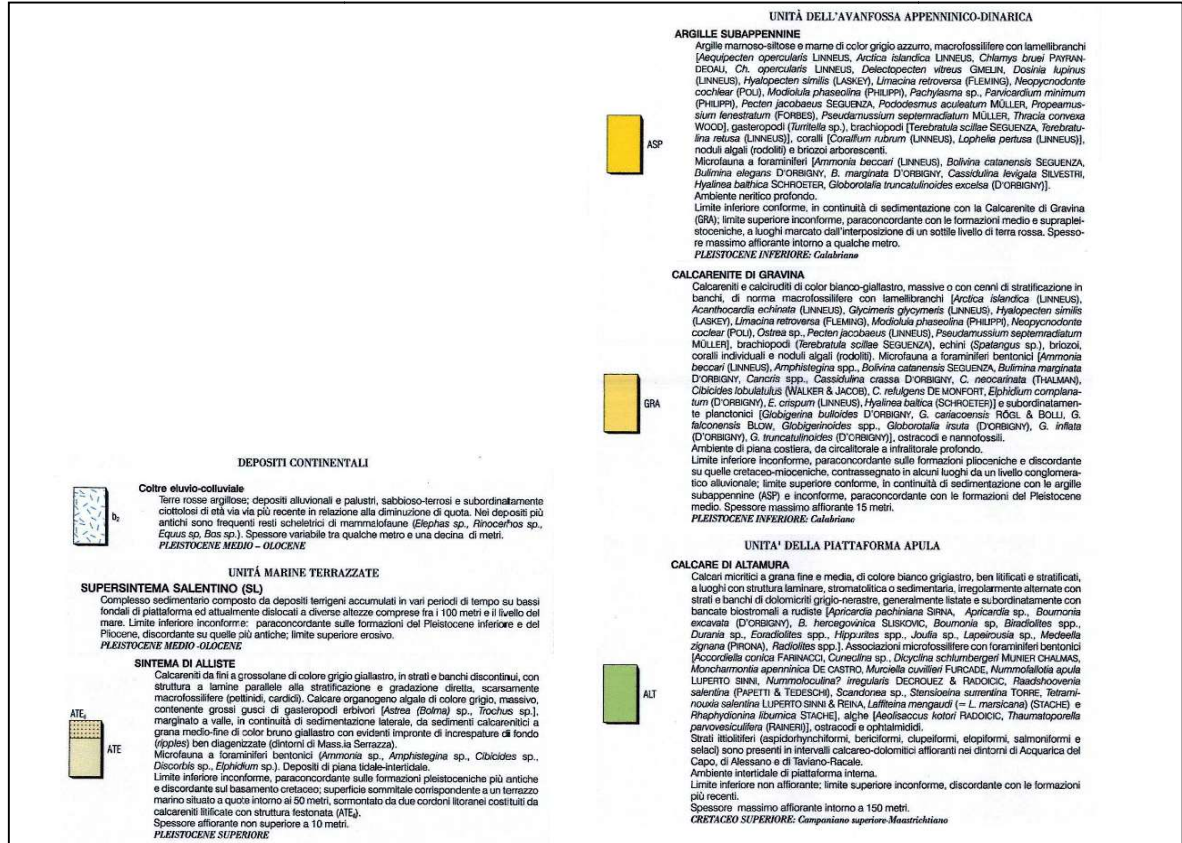 DEPOSITI CONTINENTALI
Coltre eluvio-colluviale
Terre rosse argillose; depositi alluvionali e palustri, sabbioso-terrosi e subordinatamente
ciottolosi di età via via più recente in relazione alla diminuzione di quota. Nei depositi più
antichi sono frequenti resti scheletrici di mammalofaune (Elephas sp., Rinocerhos sp.,
Equus sp, Bos sp.). Spessore variabile tra qualche metro e una decina di metri.
PLEISTOCENE MEDIO – OLOCENE
b₂
UNITÁ MARINE TERRAZZATE
SUPERSINTEMA SALENTINO (SL)
Complesso sedimentario composto da depositi terrigeni accumulati in vari periodi di tempo su bassi
fondali di piattaforma ed attualmente dislocati a diverse altezze comprese fra i 100 metri e il livello del
mare. Limite inferiore inconforme: paraconcordante sulle formazioni del Pleistocene inferiore e del
Pliocene, discordante su quelle più antiche; limite superiore erosivo.
PLEISTOCENE MEDIO -OLOCENE
SINTEMA DI ALLISTE
Calcareniti da fini a grossolane di colore grigio giallastro, in strati e banchi discontinui, con
struttura a lamine parallele alla stratificazione e gradazione diretta, scarsamente
macrofossilifere (pettinidi, cardidi). Calcare organogeno algale di colore grigio, massivo,
contenente grossi gusci di gasteropodi erbivori [Astrea (Bolma) sp., Trochus sp.],
marginato a valle, in continuità di sedimentazione laterale, da sedimenti calcarenitici a
grana medio-fine di color bruno giallastro con evidenti impronte di increspature di fondo
(ripples) ben diagenizzate (dintorni di Mass.ia Serrazza).
Microfauna a foraminiferi bentonici (Ammonia sp., Amphistegina sp., Cibicides sp.,
Discorbis sp., Elphidium sp.). Depositi di piana tidale-intertidale.
Limite inferiore inconforme, paraconcordante sulle formazioni pleistoceniche più antiche
e discordante sul basamento cretaceo; superficie sommitale corrispondente a un terrazzo
marino situato a quote intorno ai 50 metri, sormontato da due cordoni litoranei costituiti da
calcareniti litificate con struttura festonata (ATEd).
Spessore affiorante non superiore a 10 metri.
PLEISTOCENE SUPERIORE
ATEd
ATE
UNITÀ DELL'AVANFOSSA APPENNINICO-DINARICA
ARGILLE SUBAPPENNINE
Argille marnoso-siltose e marne di color grigio azzurro, macrofossilifere con lamellibranchi
[Aequipecten opercularis LINNEUS, Arctica islandica LINNEUS, Chlamys bruei PAYRAN-
DEOAU, Ch. opercularis LINNEUS, Delectopecten vitreus GMELIN, Dosinia lupinus
(LINNEUS), Hyalopecten similis (LASKEY), Limacina retroversa (FLEMING), Neopycnodonte
cochlear (POLI), Modiolula phaseolina (PHILIPPI), Pachylasma sp., Parvicardium minimum
(PHILIPPI), Pecten jacobaeus SEGUENZA, Pododesmus aculeatum MÜLLER, Propeamus-
sium fenestratum (FORBES), Pseudamussium septemradiatum MÜLLER, Thracia convexa
WOOD], gasteropodi (Turritella sp.), brachiopodi [Terebratula scillae SEGUENZA, Terebratu-
lina retusa (LINNEUS)], coralli [Corallium rubrum (LINNEUS), Lophelia pertusa (LINNEUS)],
noduli algali (rodoliti) e briozoi arborescenti.
Microfauna a foraminiferi [Ammonia beccari (LINNEUS), Bolivina catanensis SEGUENZA,
Bulimina elegans D'ORBIGNY, B. marginata D'ORBIGNY, Cassidulina levigata SILVESTRI,
Hyalinea balthica SCHROETER, Globorotalia truncatulinoides excelsa (D'ORBIGNY)].
Ambiente neritico profondo.
Limite inferiore conforme, in continuità di sedimentazione con la Calcarenite di Gravina
(GRA); limite superiore inconforme, paraconcordante con le formazioni medio e suprapleis-
toceniche, a luoghi marcato dall'interposizione di un sottile livello di terra rossa. Spesso-
re massimo affiorante intorno a qualche metro.
PLEISTOCENE INFERIORE: Calabriano
ASP
CALCARENITE DI GRAVINA
Calcareniti e calciruditi di color bianco-giallastro, massive o con cenni di stratificazione in
banchi, di norma macrofossilifere con lamellibranchi [Arctica islandica (LINNEUS),
Acanthocardia echinata (LINNEUS), Glycimeris glycymeris (LINNEUS), Hyalopecten similis
(LASKEY), Limacina retroversa (FLEMING), Modiolula phaseolina (PHILIPPI), Neopycnodonte
coclear (POLI), Ostrea sp., Pecten jacobaeus (LINNEUS), Pseudamussium septemradiatum
MÜLLER], brachiopodi (Terebratula scillae SEGUENZA), echini (Spatangus sp.), briozoi,
coralli individuali e noduli algali (rodoliti). Microfauna a foraminiferi bentonici [Ammonia
beccari (LINNEUS), Amphistegina spp., Bolivina catanensis SEGUENZA, Bulimina marginata
D'ORBIGNY, Cancris spp., Cassidulina crassa D'ORBIGNY, C. neocarinata (THALMAN),
Cibicides lobulatulus (WALKER & JACOB), C. refulgens DE MONFORT, Elphidium complana-
tum (D'ORBIGNY), E. crispum (LINNEUS), Hyalinea baltica (SCHROETER)] e subordinatamen-
te planctonici [Globigerina bulloides D'ORBIGNY, G. cariacoensis RÖGL & BOLLI, G.
falconensis BLOW, Globigerinoides spp., Globorotalia irsuta (D'ORBIGNY), G. inflata
(D'ORBIGNY), G. truncatulinoides (D'ORBIGNY)], ostracodi e nannofossili.
Ambiente di piana costiera, da circalitorale a infralitorale profondo.
Limite inferiore inconforme, paraconcordante sulle formazioni plioceniche e discordante
su quelle cretaceo-mioceniche, contrassegnato in alcuni luoghi da un livello conglomera-
tico alluvionale; limite superiore conforme, in continuità di sedimentazione con le argille
subappennine (ASP) e inconforme, paraconcordante con le formazioni del Pleistocene
medio. Spessore massimo affiorante 15 metri.
PLEISTOCENE INFERIORE: Calabriano
GRA
UNITA' DELLA PIATTAFORMA APULA
CALCARE DI ALTAMURA
Calcari micritici a grana fine e media, di colore bianco grigiastro, ben litificati e stratificati,
a luoghi con struttura laminare, stromatolitica o sedimentaria, irregolarmente alternate con
strati e banchi di dolomicriti grigio-nerastre, generalmente listate e subordinatamente con
bancate biostromali a rudiste [Apricardia pachiniana SIRNA, Apricardia sp., Bournonia
excavata (D'ORBIGNY), B. hercegovinica SLISKOVIC, Bournonia sp, Biradiolites spp.,
Durania sp., Eoradiolites spp., Hippurites spp., Joulia sp., Lapeirousia sp., Medeella
zignana (PIRONA), Radiolites spp.]. Associazioni microfossilifere con foraminiferi bentonici
[Accordiella conica FARINACCI, Cuneclina sp., Dicyclina schlumbergeri MUNIER CHALMAS,
Moncharmontia apenninica DE CASTRO, Murciella cuvillieri FURCADE, Nummofallotia apula
LUPERTO SINNI, Nummoloculina? irregularis DECROUEZ & RADOICIC, Raadshoovenia
salentina (PAPETTI & TEDESCHI), Scandonea sp., Stensioeina surrentina TORRE, Tetrami-
nouxia salentina LUPERTO SINNI & REINA, Laffiteina mengaudi (= L. marsicana) (STACHE) e
Rhaphydionina liburnica STACHE], alghe [Aeolisaccus kotori RADOICIC, Thaumatoporella
parvovesiculifera (RAINERI)], ostracodi e ophtalmididi.
Strati ittiolitiferi (aspidorhynchiformi, bericiformi, clupeiformi, elopiformi, salmoniformi e
selaci) sono presenti in intervalli calcareo-dolomitici affioranti nei dintorni di Acquarica del
Capo, di Alessano e di Taviano-Racale.
Ambiente intertidale di piattaforma interna.
Limite inferiore non affiorante; limite superiore inconforme, discordante con le formazioni
più recenti.
Spessore massimo affiorante intorno a 150 metri.
CRETACEO SUPERIORE: Campaniano superiore-Maastrichtiano
ALT